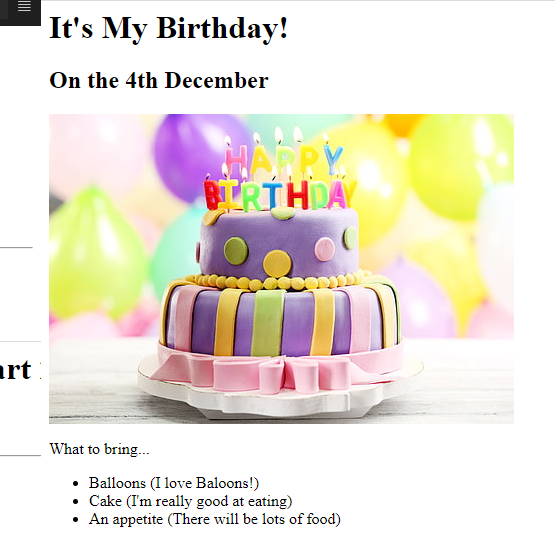 It's My Birthday!
On the 4th December
HAPPY
BIRTHDAY
art
What to bring...
Balloons (I love Baloons!)
Cake (I'm really good at eating)
An appetite (There will be lots of food)